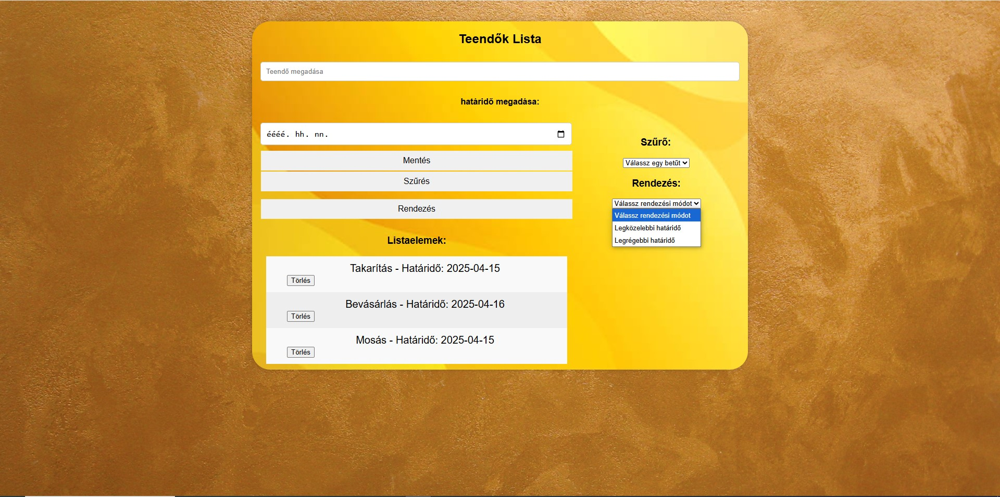 Teendők Lista
Teendő megadása
határidő megadása:
éééé. hh. nn.
Mentés
Szűrés
Rendezés
Szűrő:
Válassz egy betűt
Rendezés:
Válassz rendezési módot
Válassz rendezési módot
Legközelebbi határidő
Legrégebbi határidő
Listaelemek:
Takarítás - Határidő: 2025-04-15
Törlés
Bevásárlás - Határidő: 2025-04-16
Törlés
Mosás - Határidő: 2025-04-15
Törlés